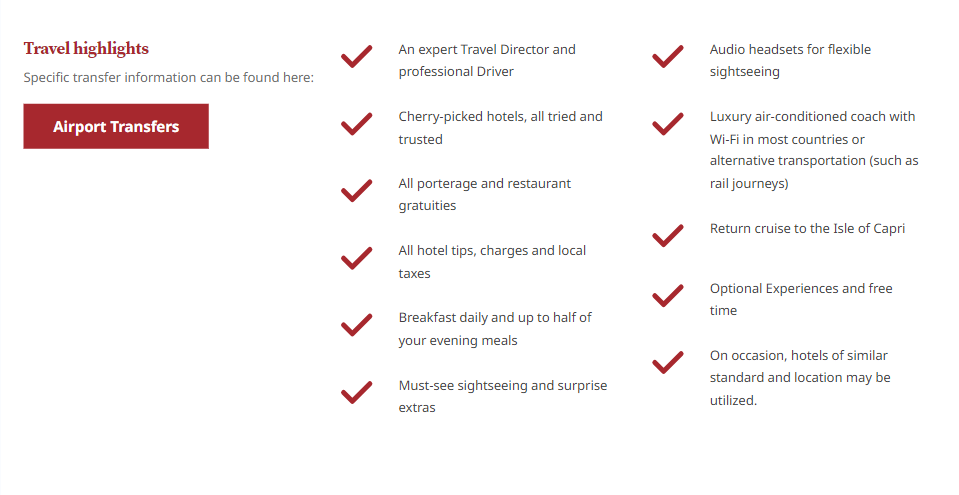 Travel highlights
Specific transfer information can be found here:
Airport Transfers
An expert Travel Director and
professional Driver
Cherry-picked hotels, all tried and
trusted
All porterage and restaurant
gratuities
All hotel tips, charges and local
taxes
Breakfast daily and up to half of
your evening meals
Must-see sightseeing and surprise
extras
Audio headsets for flexible
sightseeing
Luxury air-conditioned coach with
Wi-Fi in most countries or
alternative transportation (such as
rail journeys)
Return cruise to the Isle of Capri
Optional Experiences and free
time
On occasion, hotels of similar
standard and location may be
utilized.